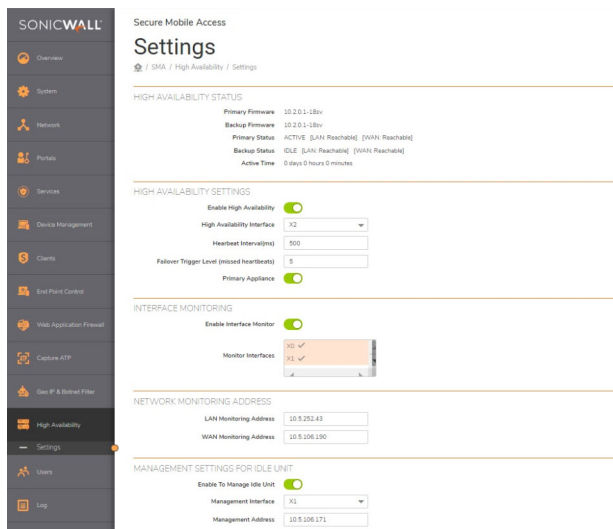 SONICWALL
Overview
System
Network
Portals
Services
Device Management
Clients
End Point Control
Web Application Firewall
Capture ATP
Geo IP & Botnet Filter
High Availability
Settings
Users
Log
Secure Mobile Access
Settings
/ SMA / High Availability / Settings
HIGH AVAILABILITY STATUS
Primary Firmware 10.2.0.1-18sv
Backup Firmware 10.2.0.1-18sv
Primary Status ACTIVE [LAN: Reachable] [WAN: Reachable]
Backup Status IDLE [LAN: Reachable] [WAN: Reachable]
Active Time 0 days 0 hours 0 minutes
HIGH AVAILABILITY SETTINGS
Enable High Availability
High Availability Interface X2
Hearbeat Interval(ms) 500
Failover Trigger Level (missed heartbeats) 5
Primary Appliance
INTERFACE MONITORING
Enable Interface Monitor
X0
Monitor Interfaces
X1
NETWORK MONITORING ADDRESS
LAN Monitoring Address 10.5.252.43
WAN Monitoring Address 10.5.106.190
MANAGEMENT SETTINGS FOR IDLE UNIT
Enable To Manage Idle Unit
Management Interface X1
Management Address 10.5.106.171